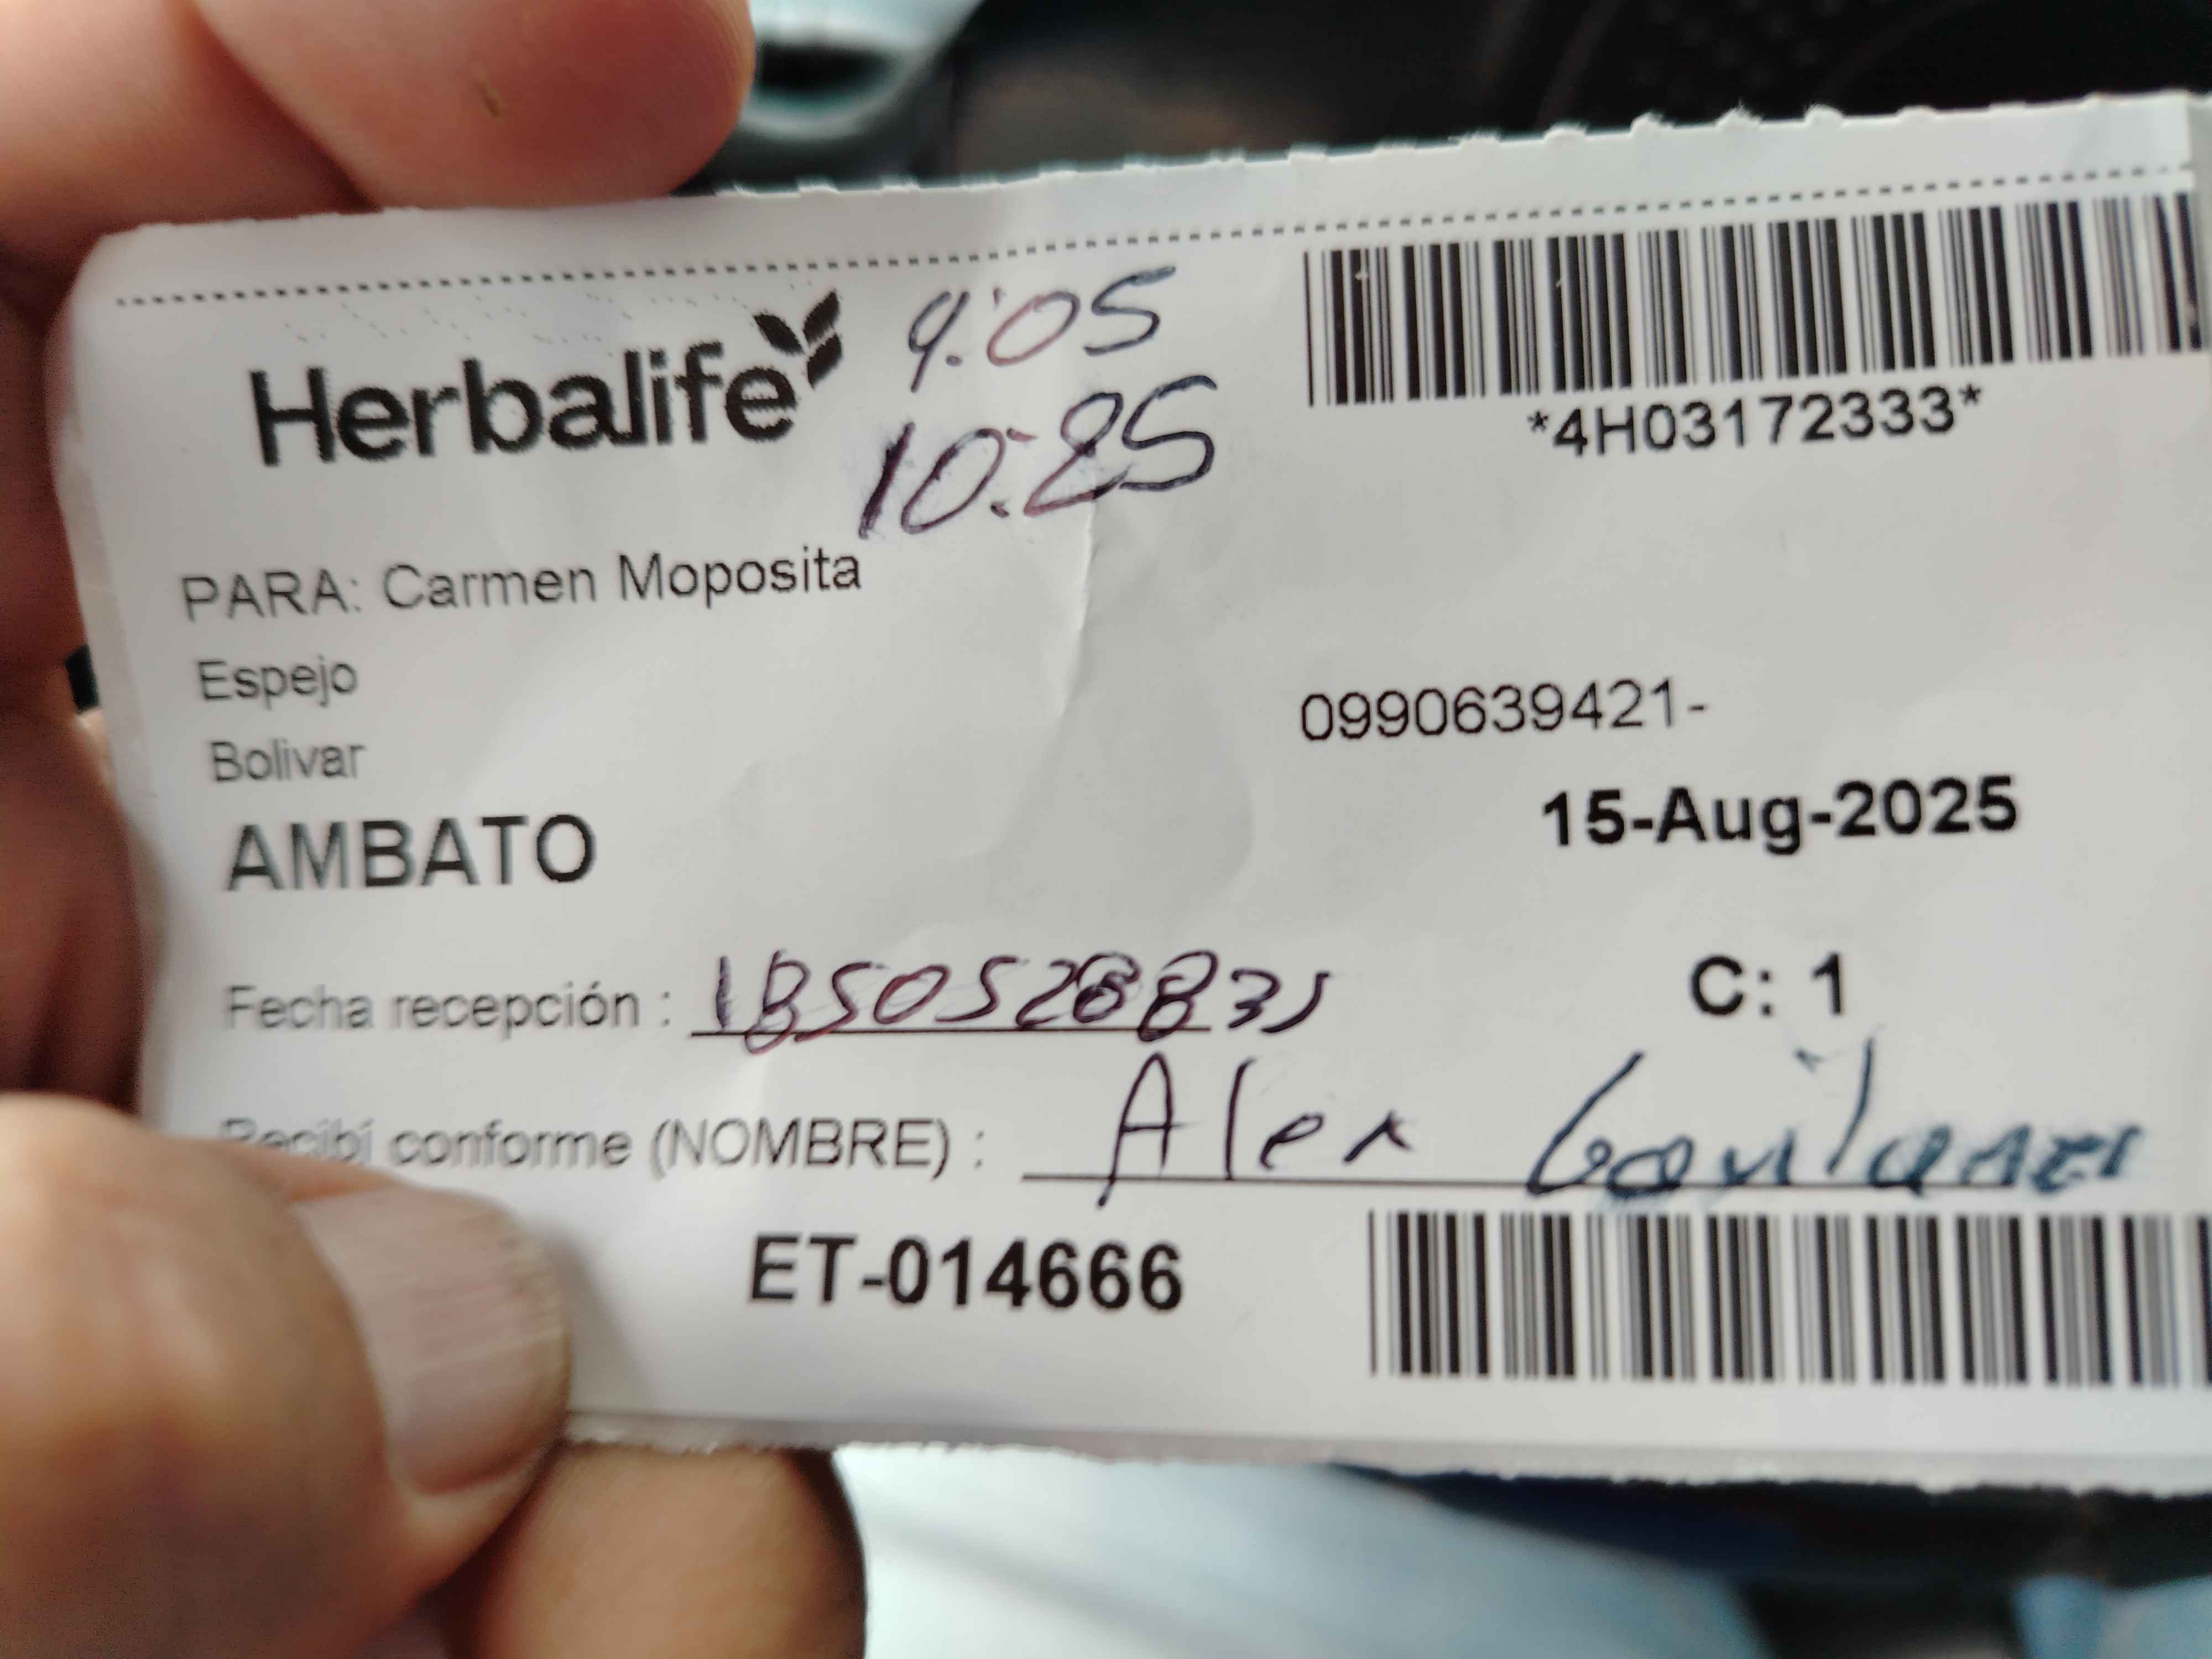 Herbalife
9:05
10:25
*4H03172333*
PARA: Carmen Moposita
Espejo
0990639421-
Bolivar
15-Aug-2025
AMBATO
C: 1
Fecha recepción :
Recibí conforme (NOMBRE) : Alex Gavilanes
ET-014666